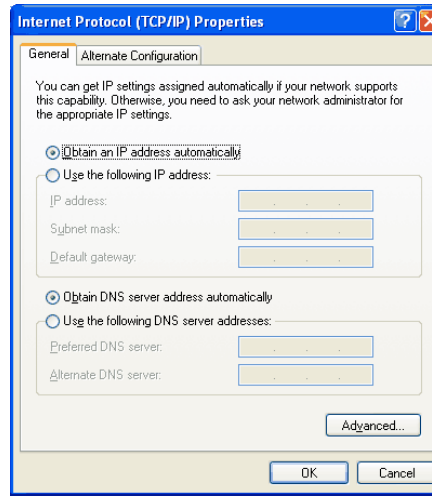 Internet Protocol (TCP/IP) Properties
General
Alternate Configuration
You can get IP settings assigned automatically if your network supports
this capability. Otherwise, you need to ask your network administrator for
the appropriate IP settings.
Obtain an IP address automatically
Use the following IP address:
IP address:
Subnet mask:
Default gateway:
Obtain DNS server address automatically
Use the following DNS server addresses:
Preferred DNS server:
Alternate DNS server:
Advanced...
OK
Cancel